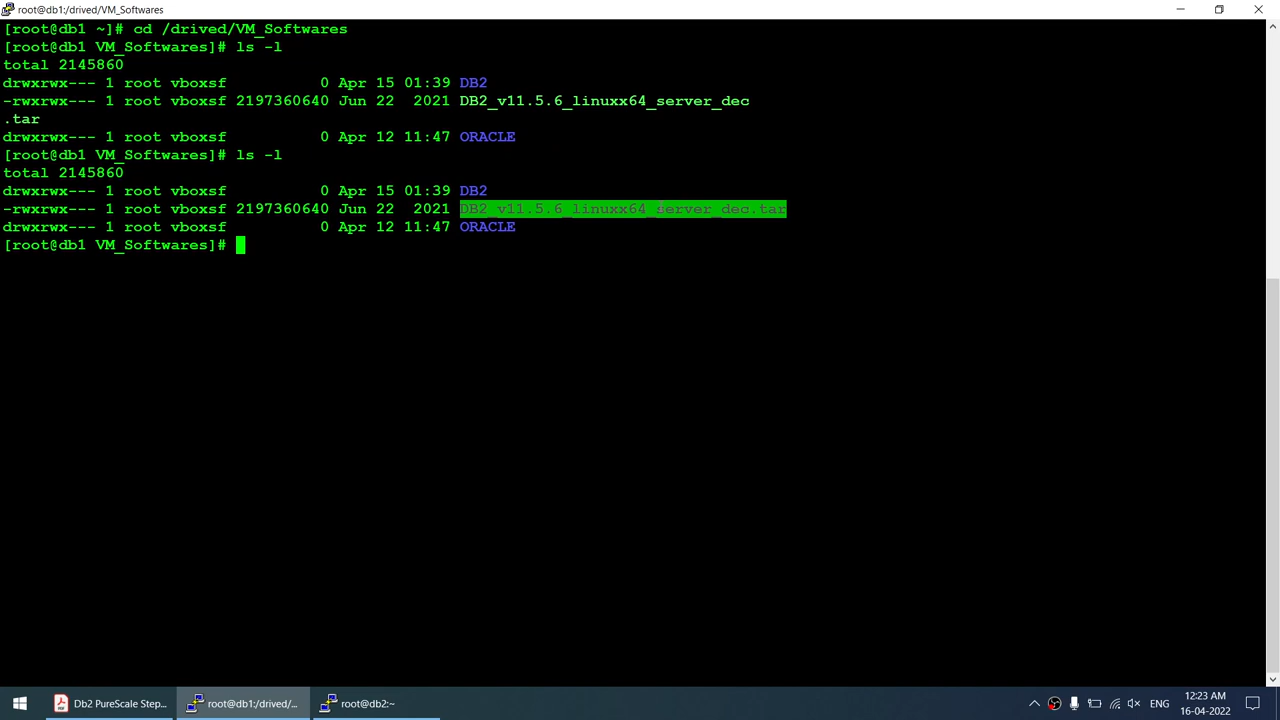 root@db1:/drived/VM_Softwares
[root@db1 ~]# cd /drived/VM_Softwares
[root@db1 VM_Softwares]# ls -l
total 2145860
drwxrwx--- 1 root vboxsf          0 Apr 15 01:39 DB2
-rwxrwx--- 1 root vboxsf 2197360640 Jun 22  2021 DB2_v11.5.6_linuxx64_server_dec
.tar
drwxrwx--- 1 root vboxsf          0 Apr 12 11:47 ORACLE
[root@db1 VM_Softwares]# ls -l
total 2145860
drwxrwx--- 1 root vboxsf          0 Apr 15 01:39 DB2
-rwxrwx--- 1 root vboxsf 2197360640 Jun 22  2021 DB2_v11.5.6_linuxx64_server_dec.tar
drwxrwx--- 1 root vboxsf          0 Apr 12 11:47 ORACLE
[root@db1 VM_Softwares]#
Db2 PureScale Step... root@db1:/drived/... root@db2:~ ENG 12:23 AM
16-04-2022